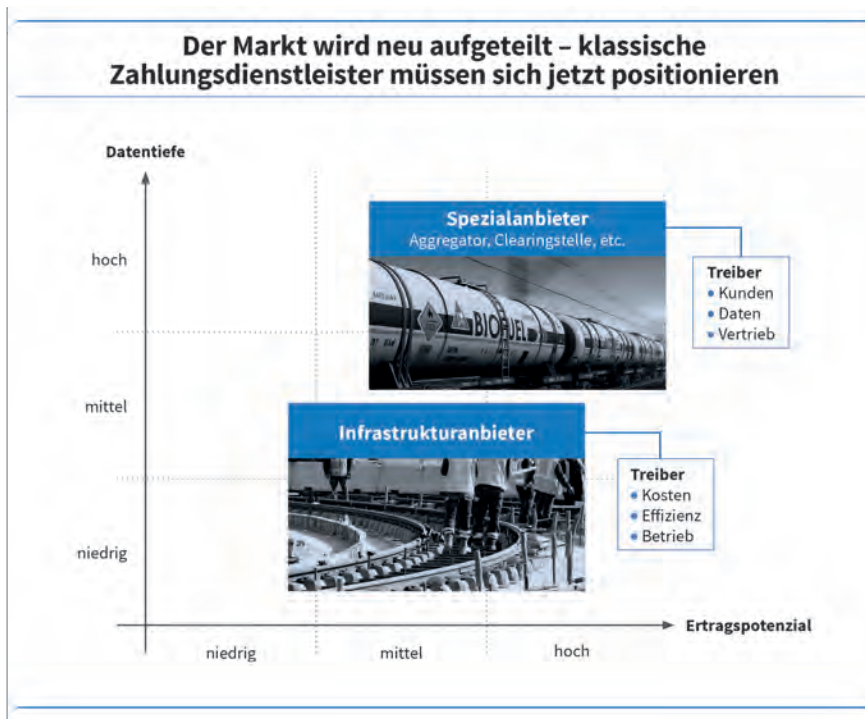 Der Markt wird neu aufgeteilt – klassische
Zahlungsdienstleister müssen sich jetzt positionieren
Datentiefe
hoch
mittel
niedrig
Spezialanbieter
Aggregator, Clearingstelle, etc.
BIOFUEL
Treiber
• Kunden
• Daten
• Vertrieb
Infrastrukturanbieter
Treiber
• Kosten
• Effizienz
• Betrieb
Ertragspotenzial
niedrig
mittel
hoch